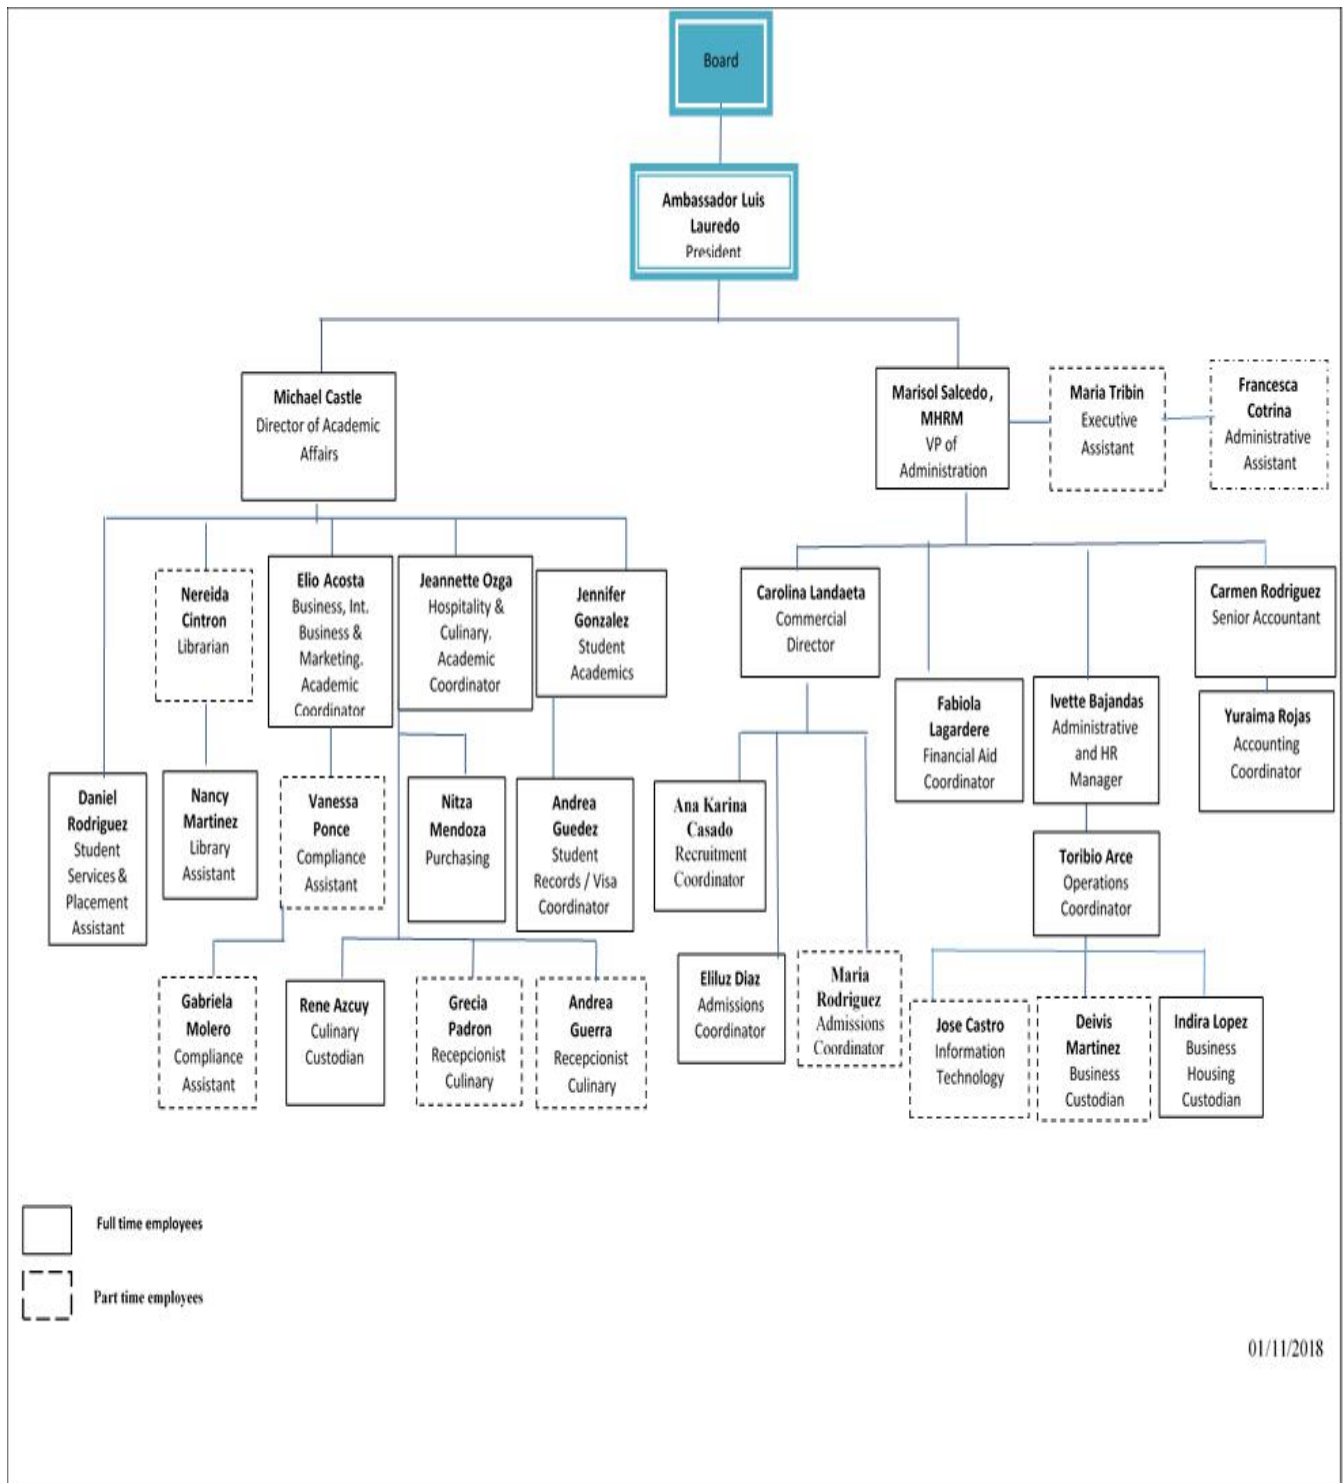 Board
Ambassador Luis
Lauredo
President
Michael Castle
Director of Academic
Affairs
Marisol Salcedo,
MHRM
VP of
Administration
Maria Tribin
Executive
Assistant
Francesca
Cotrina
Administrative
Assistant
Nereida
Cintron
Librarian
Elio Acosta
Business, Int.
Business &
Marketing.
Academic
Coordinator
Jeannette Ozga
Hospitality &
Culinary.
Academic
Coordinator
Jennifer
Gonzalez
Student
Academics
Carolina Landaeta
Commercial
Director
Fabiola
Lagardere
Financial Aid
Coordinator
Ivette Bajandas
Administrative
and HR
Manager
Carmen Rodriguez
Senior Accountant
Yuraima Rojas
Accounting
Coordinator
Daniel
Rodriguez
Student
Services &
Placement
Assistant
Nancy
Martinez
Library
Assistant
Vanessa
Ponce
Compliance
Assistant
Nitza
Mendoza
Purchasing
Andrea
Guedez
Student
Records / Visa
Coordinator
Ana Karina
Casado
Recruitment
Coordinator
Toribio Arce
Operations
Coordinator
Gabriela
Molero
Compliance
Assistant
Rene Azcuy
Culinary
Custodian
Grecia
Padron
Recepcionist
Culinary
Andrea
Guerra
Recepcionist
Culinary
Eliluz Diaz
Admissions
Coordinator
Maria
Rodriguez
Admissions
Coordinator
Jose Castro
Information
Technology
Deivis
Martinez
Business
Custodian
Indira Lopez
Business
Housing
Custodian
Full time employees
Part time employees
01/11/2018